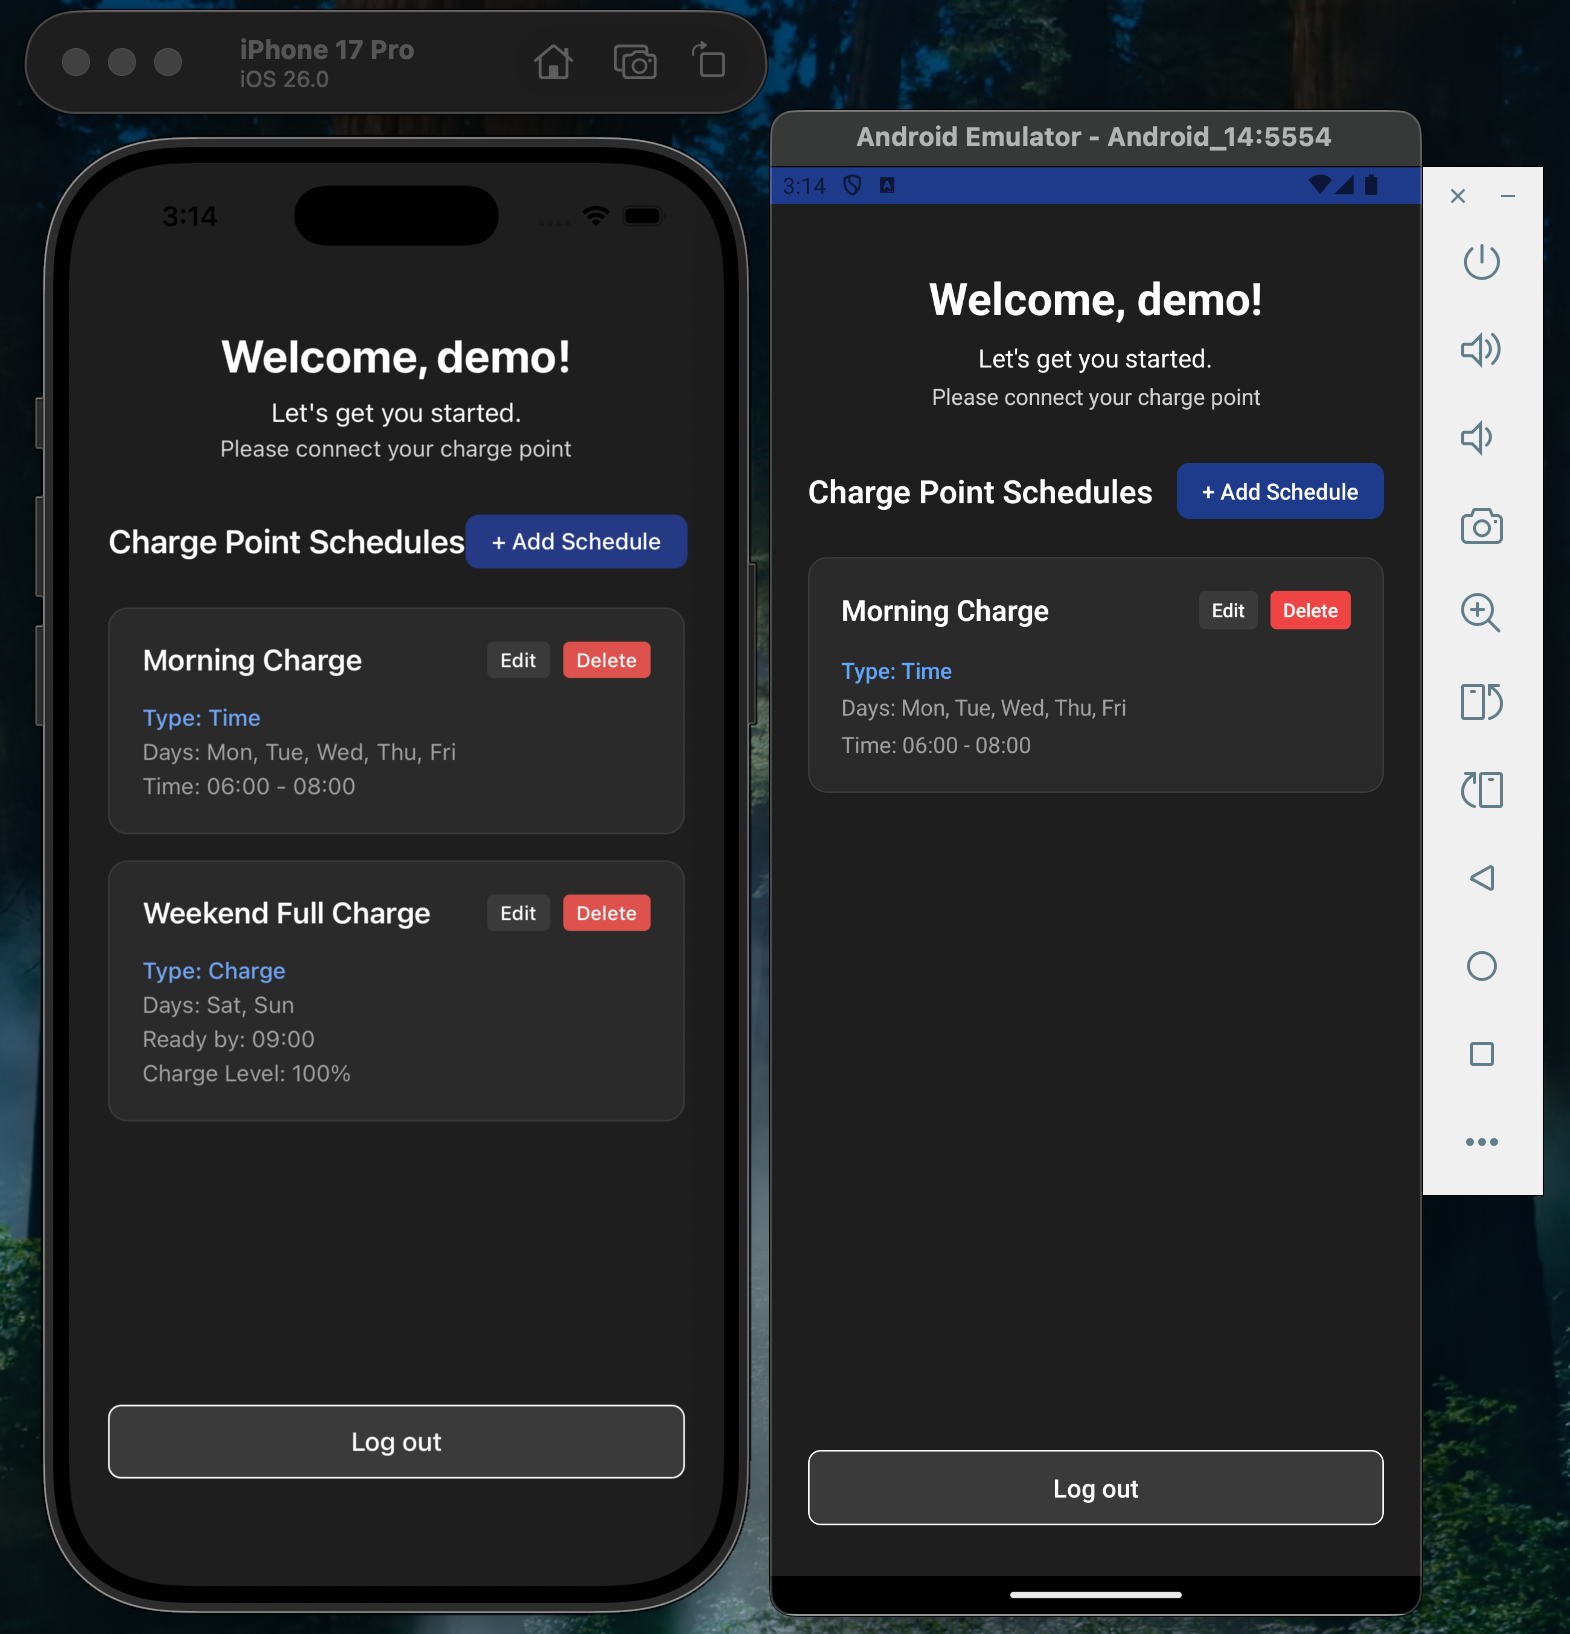 iPhone 17 Pro
iOS 26.0
3:14
Welcome, demo!
Let's get you started.
Please connect your charge point
Charge Point Schedules
+ Add Schedule
Morning Charge
Edit
Delete
Type: Time
Days: Mon, Tue, Wed, Thu, Fri
Time: 06:00 - 08:00
Weekend Full Charge
Edit
Delete
Type: Charge
Days: Sat, Sun
Ready by: 09:00
Charge Level: 100%
Log out
Android Emulator - Android_14:5554
3:14
A
Welcome, demo!
Let's get you started.
Please connect your charge point
Charge Point Schedules
+ Add Schedule
Morning Charge
Edit
Delete
Type: Time
Days: Mon, Tue, Wed, Thu, Fri
Time: 06:00 - 08:00
Log out